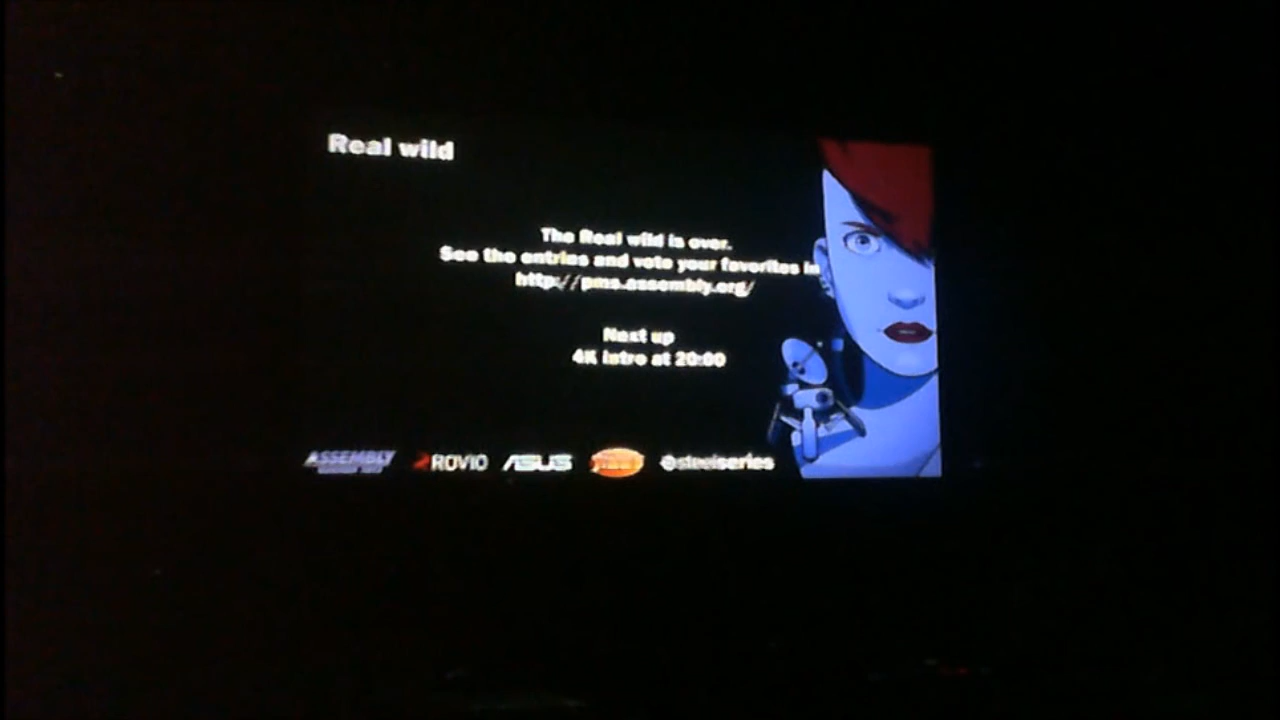 Real wild
The Real wild is over.
See the entries and vote your favorites in
http://pms.assembly.org/
Next up
4K intro at 20:00
ASSEMBLY
ROVIO
ASUS
steelseries